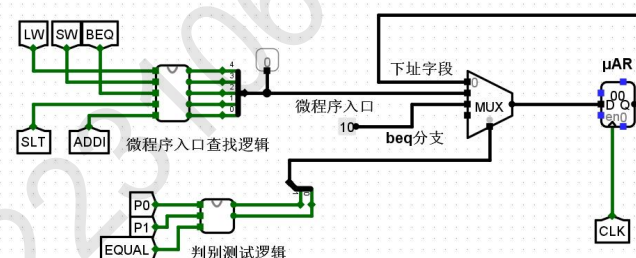 LW SW BEQ
4
3
2
1
0
0
下址字段
0
μAR
00
D Q
en0
MUX
微程序入口
10
beq分支
SLT ADDI
微程序入口查找逻辑
P0
P1
EQUAL
判别测试逻辑
CLK